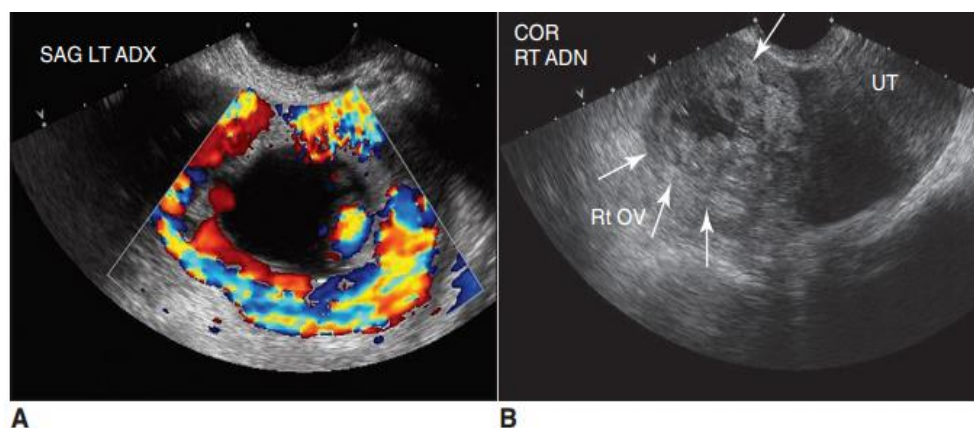 SAG LT ADX
COR
RT ADN
UT
Rt OV
A
B